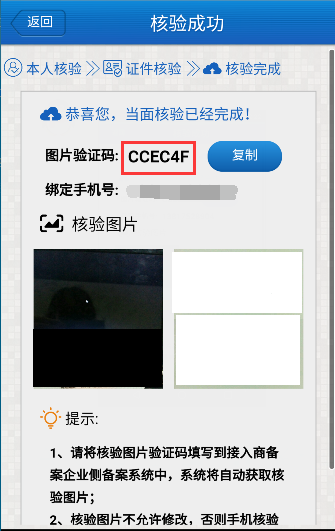 返回
核验成功
本人核验
证件核验
核验完成
恭喜您，当面核验已经完成！
图片验证码: CCEC4F
复制
绑定手机号:
核验图片
提示:
1、请将核验图片验证码填写到接入商备
案企业侧备案系统中，系统将自动获取核
验图片；
2、核验图片不允许修改，否则手机核验